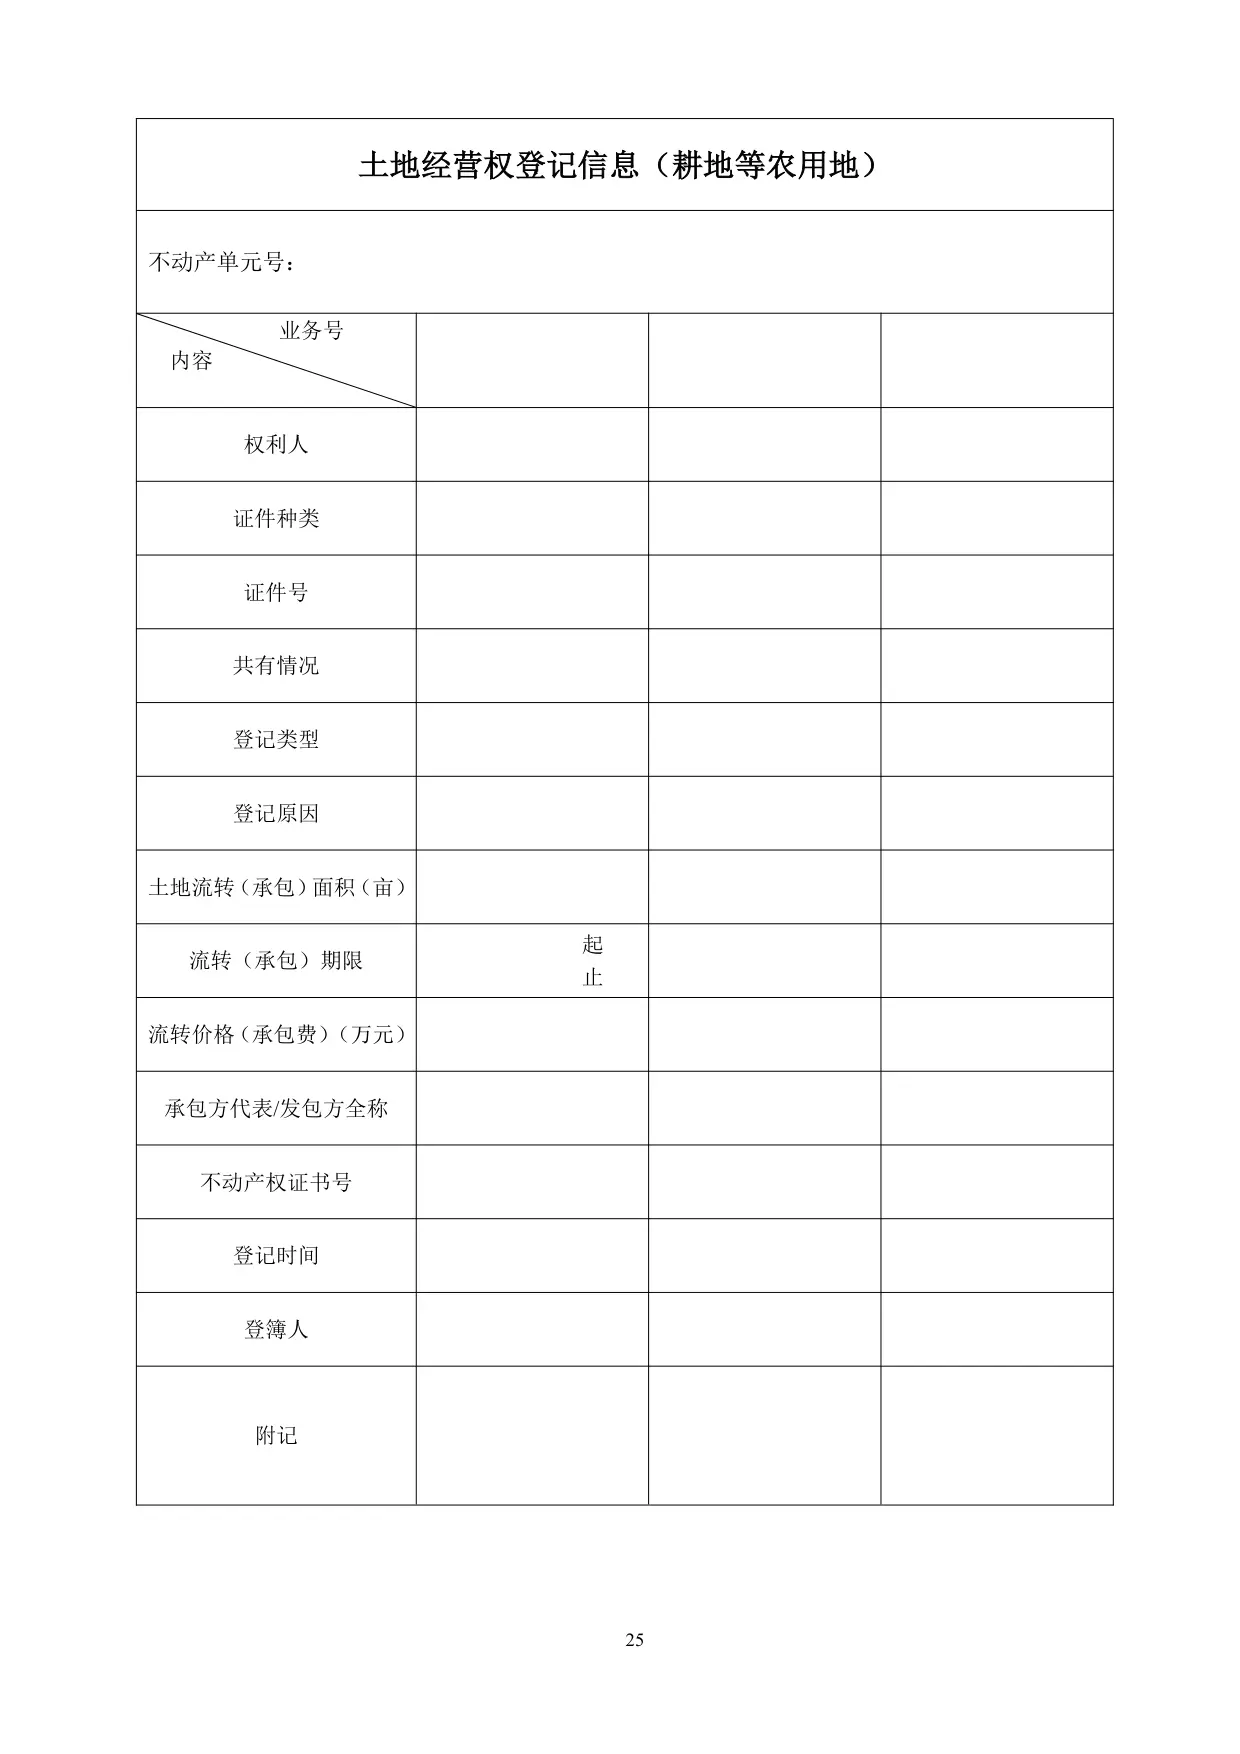 土地经营权登记信息（耕地等农用地）
不动产单元号：
业务号
内容
权利人
证件种类
证件号
共有情况
登记类型
登记原因
土地流转（承包）面积（亩）
流转（承包）期限
起
止
流转价格（承包费）（万元）
承包方代表/发包方全称
不动产权证书号
登记时间
登簿人
附记
25